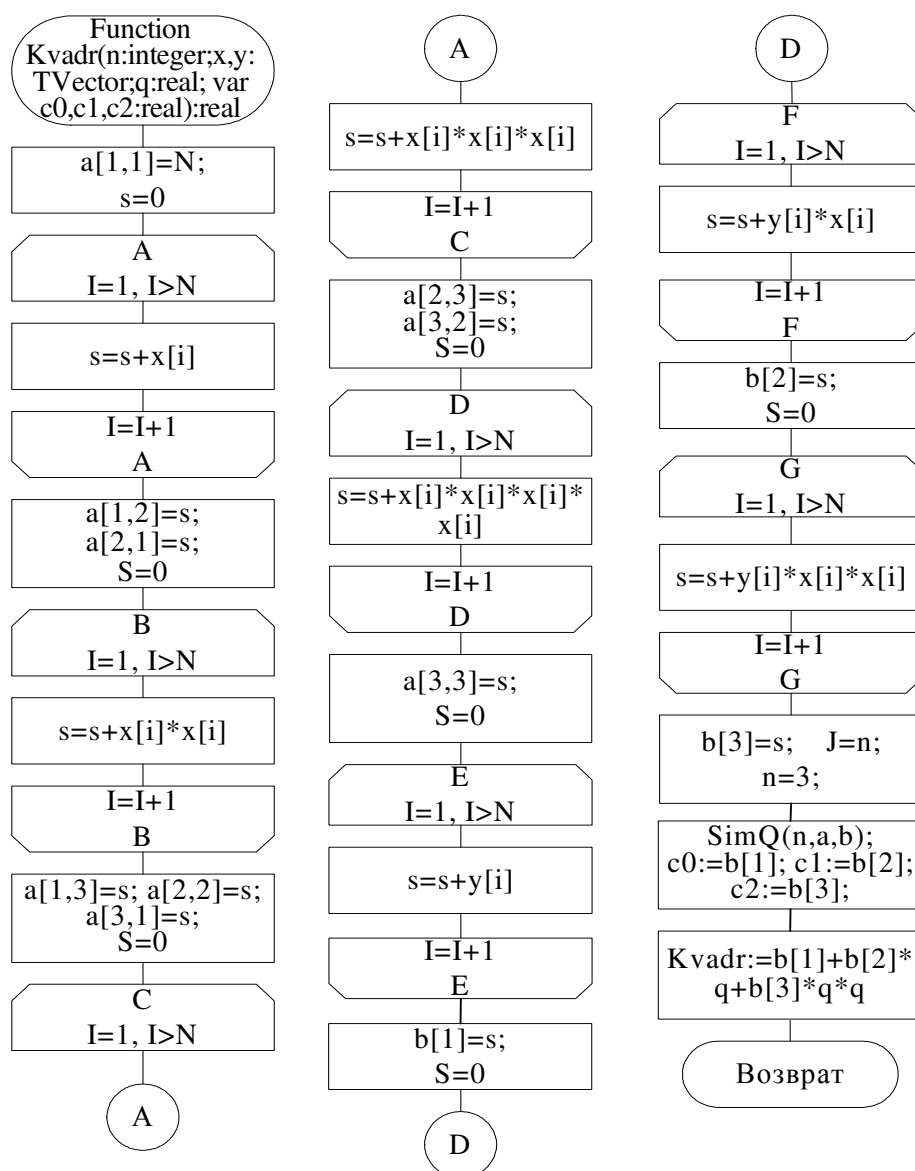 Function
Kvadr(n:integer;x,y:
TVector;q:real; var
c0,c1,c2:real):real
a[1,1]=N;
s=0
A
I=1, I>N
s=s+x[i]
I=I+1
A
a[1,2]=s;
a[2,1]=s;
S=0
B
I=1, I>N
s=s+x[i]*x[i]
I=I+1
B
a[1,3]=s; a[2,2]=s;
a[3,1]=s;
S=0
C
I=1, I>N
A
A
s=s+x[i]*x[i]*x[i]
I=I+1
C
a[2,3]=s;
a[3,2]=s;
S=0
D
I=1, I>N
s=s+x[i]*x[i]*x[i]*
x[i]
I=I+1
D
a[3,3]=s;
S=0
E
I=1, I>N
s=s+y[i]
I=I+1
E
b[1]=s;
S=0
D
D
F
I=1, I>N
s=s+y[i]*x[i]
I=I+1
F
b[2]=s;
S=0
G
I=1, I>N
s=s+y[i]*x[i]*x[i]
I=I+1
G
b[3]=s; J=n;
n=3;
SimQ(n,a,b);
c0:=b[1]; c1:=b[2];
c2:=b[3];
Kvadr:=b[1]+b[2]*
q+b[3]*q*q
Возврат